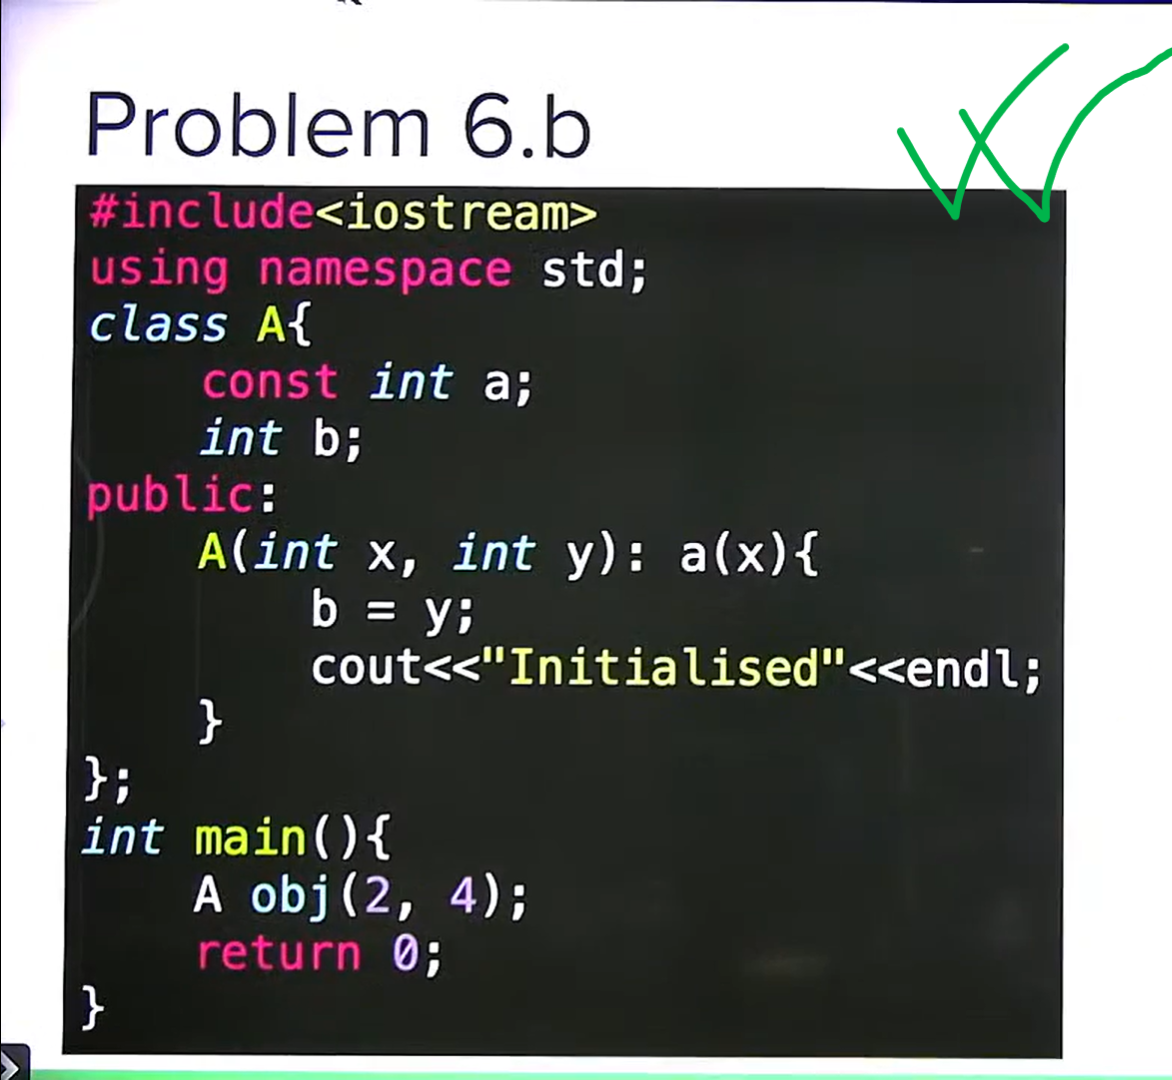 Problem 6.b
#include<iostream>
using namespace std;
class A{
    const int a;
    int b;
public:
    A(int x, int y): a(x){
        b = y;
        cout<<"Initialised"<<endl;
    }
};
int main(){
    A obj(2, 4);
    return 0;
}